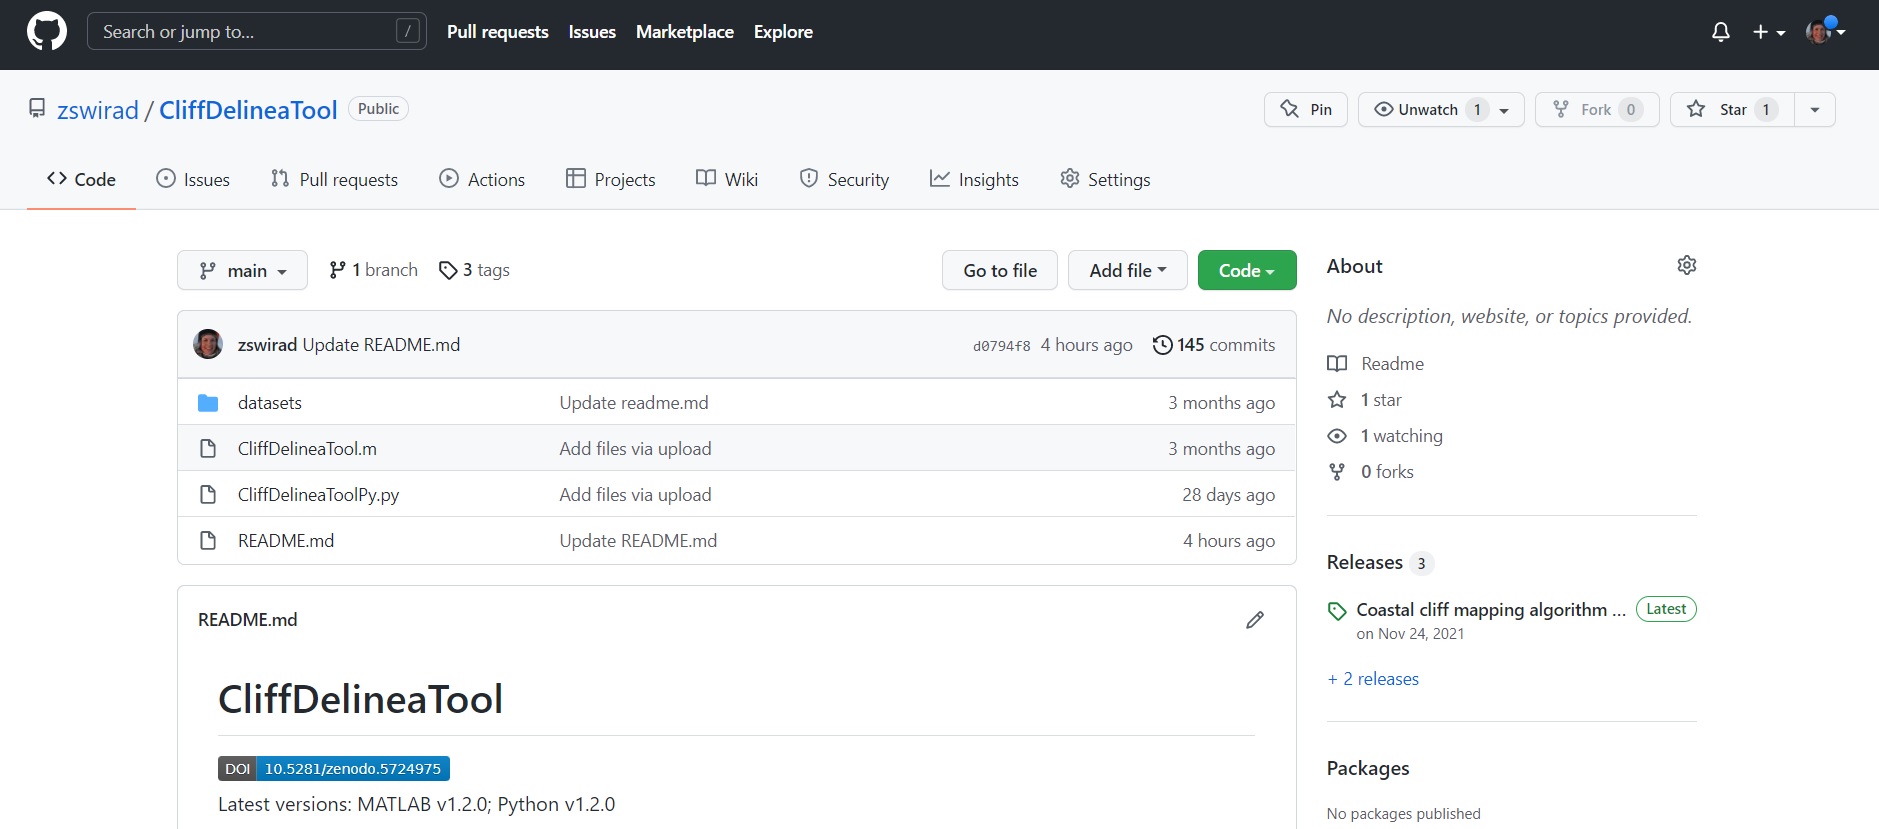 Search or jump to... / Pull requests Issues Marketplace Explore
zswirad / CliffDelineaTool Public Pin Unwatch 1 Fork 0 Star 1
Code Issues Pull requests Actions Projects Wiki Security Insights Settings
main 1 branch 3 tags Go to file Add file Code
zswirad Update README.md d0794f8 4 hours ago 145 commits
datasets Update readme.md 3 months ago
CliffDelineaTool.m Add files via upload 3 months ago
CliffDelineaToolPy.py Add files via upload 28 days ago
README.md Update README.md 4 hours ago
README.md
CliffDelineaTool
DOI 10.5281/zenodo.5724975
Latest versions: MATLAB v1.2.0; Python v1.2.0
About
No description, website, or topics provided.
Readme
1 star
1 watching
0 forks
Releases 3
Coastal cliff mapping algorithm ... Latest
on Nov 24, 2021
+ 2 releases
Packages
No packages published